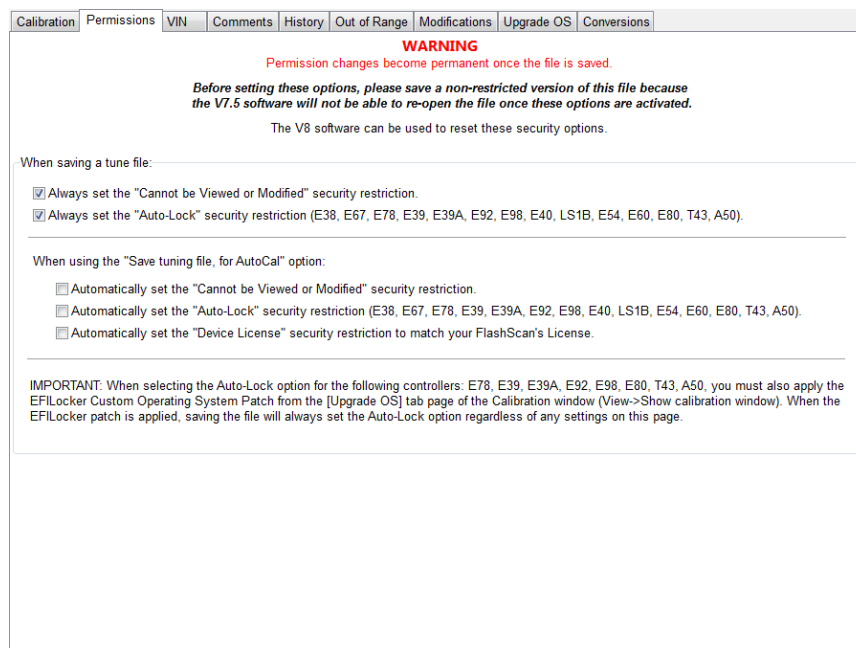 Calibration Permissions VIN Comments History Out of Range Modifications Upgrade OS Conversions
WARNING
Permission changes become permanent once the file is saved.
Before setting these options, please save a non-restricted version of this file because
the V7.5 software will not be able to re-open the file once these options are activated.
The V8 software can be used to reset these security options.
When saving a tune file:
Always set the "Cannot be Viewed or Modified" security restriction.
Always set the "Auto-Lock" security restriction (E38, E67, E78, E39, E39A, E92, E98, E40, LS1B, E54, E60, E80, T43, A50).
When using the "Save tuning file, for AutoCal" option:
Automatically set the "Cannot be Viewed or Modified" security restriction.
Automatically set the "Auto-Lock" security restriction (E38, E67, E78, E39, E39A, E92, E98, E40, LS1B, E54, E60, E80, T43, A50).
Automatically set the "Device License" security restriction to match your FlashScan's License.
IMPORTANT: When selecting the Auto-Lock option for the following controllers: E78, E39, E39A, E92, E98, E80, T43, A50, you must also apply the
EFILocker Custom Operating System Patch from the [Upgrade OS] tab page of the Calibration window (View->Show calibration window). When the
EFILocker patch is applied, saving the file will always set the Auto-Lock option regardless of any settings on this page.